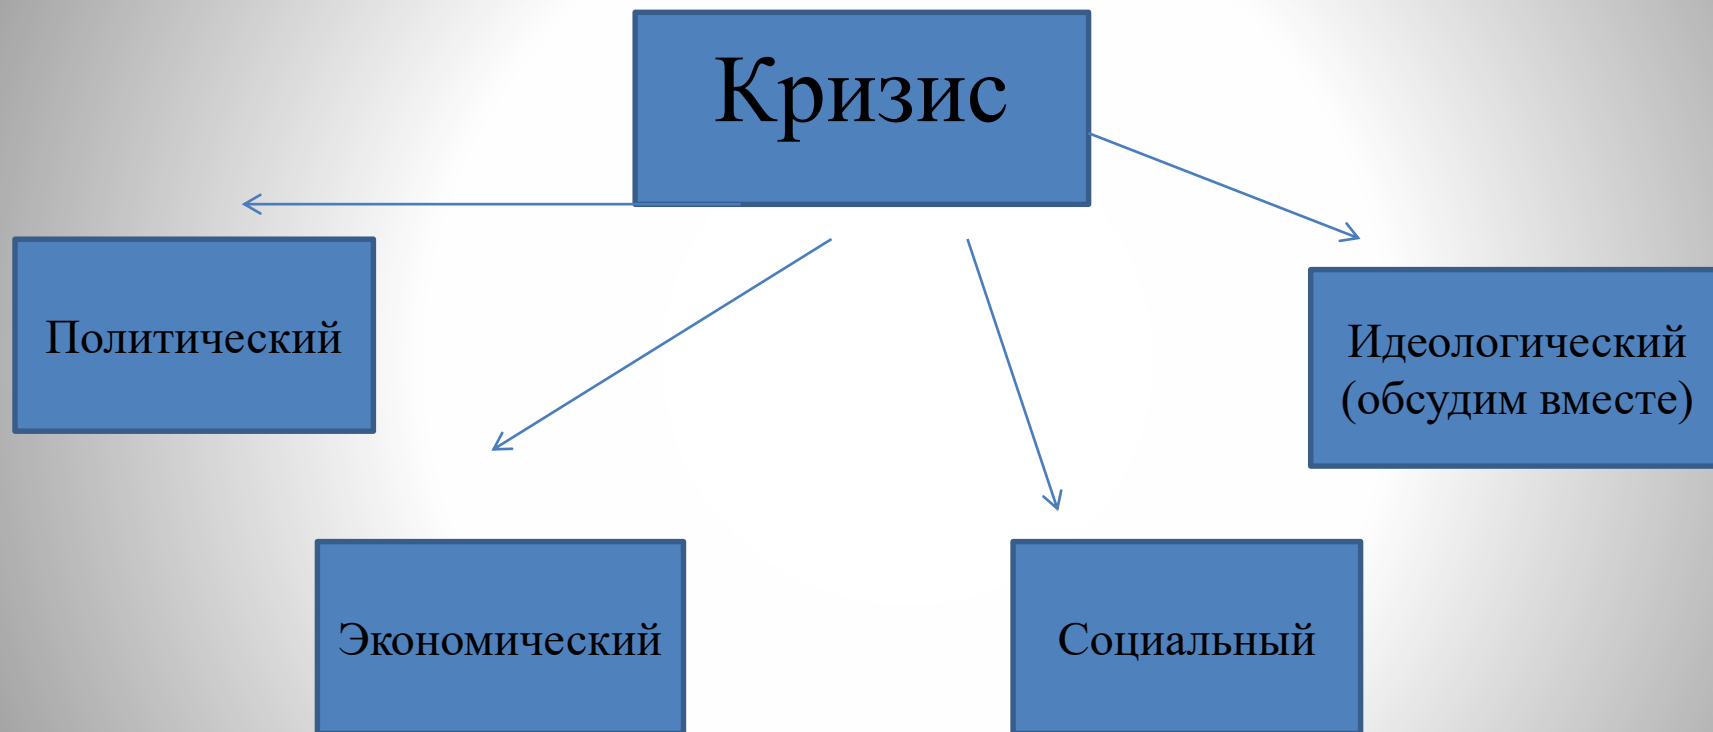 Кризис
Политический
Идеологический
(обсудим вместе)
Экономический
Социальный